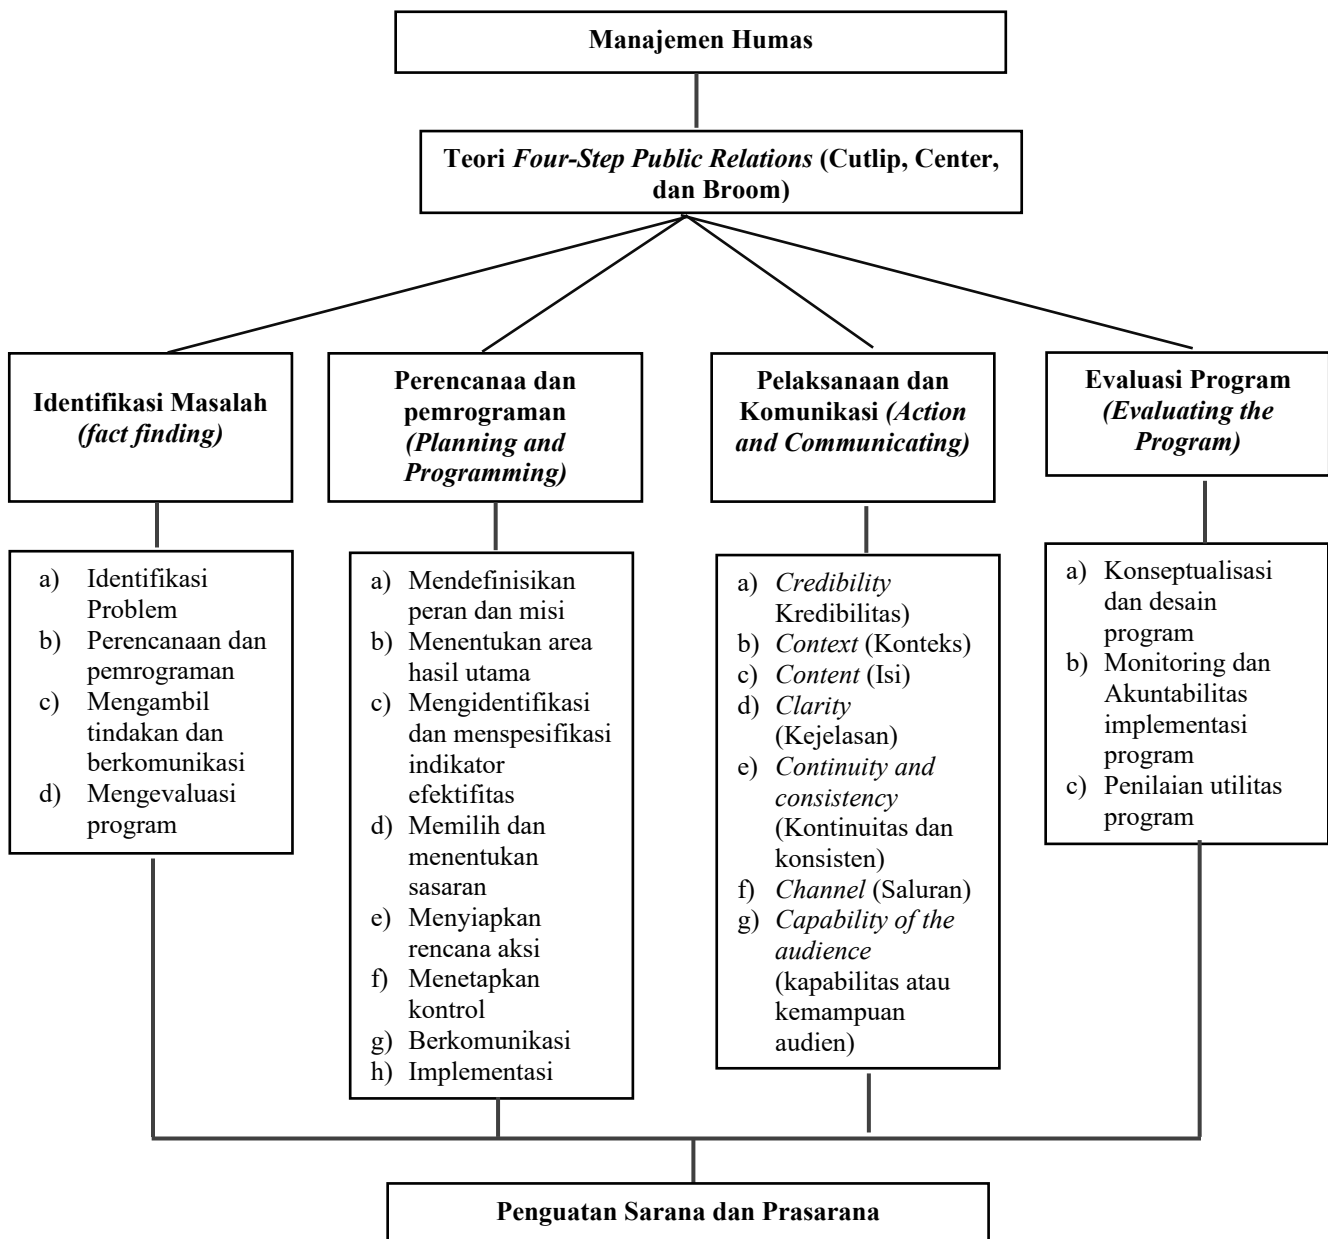 Manajemen Humas
Teori Four-Step Public Relations (Cutlip, Center,
dan Broom)
Identifikasi Masalah
(fact finding)
Perencanaa dan
pemrograman
(Planning and
Programming)
Pelaksanaan dan
Komunikasi (Action
and Communicating)
Evaluasi Program
(Evaluating the
Program)
a) Identifikasi
Problem
b) Perencanaan dan
pemrograman
c) Mengambil
tindakan dan
berkomunikasi
d) Mengevaluasi
program
a) Mendefinisikan
peran dan misi
b) Menentukan area
hasil utama
c) Mengidentifikasi
dan menspesifikasi
indikator
efektifitas
d) Memilih dan
menentukan
sasaran
e) Menyiapkan
rencana aksi
f) Menetapkan
kontrol
g) Berkomunikasi
h) Implementasi
a) Credibility
Kredibilitas)
b) Context (Konteks)
c) Content (Isi)
d) Clarity
(Kejelasan)
e) Continuity and
consistency
(Kontinuitas dan
konsisten)
f) Channel (Saluran)
g) Capability of the
audience
(kapabilitas atau
kemampuan
audien)
a) Konseptualisasi
dan desain
program
b) Monitoring dan
Akuntabilitas
implementasi
program
c) Penilaian utilitas
program
Penguatan Sarana dan Prasarana